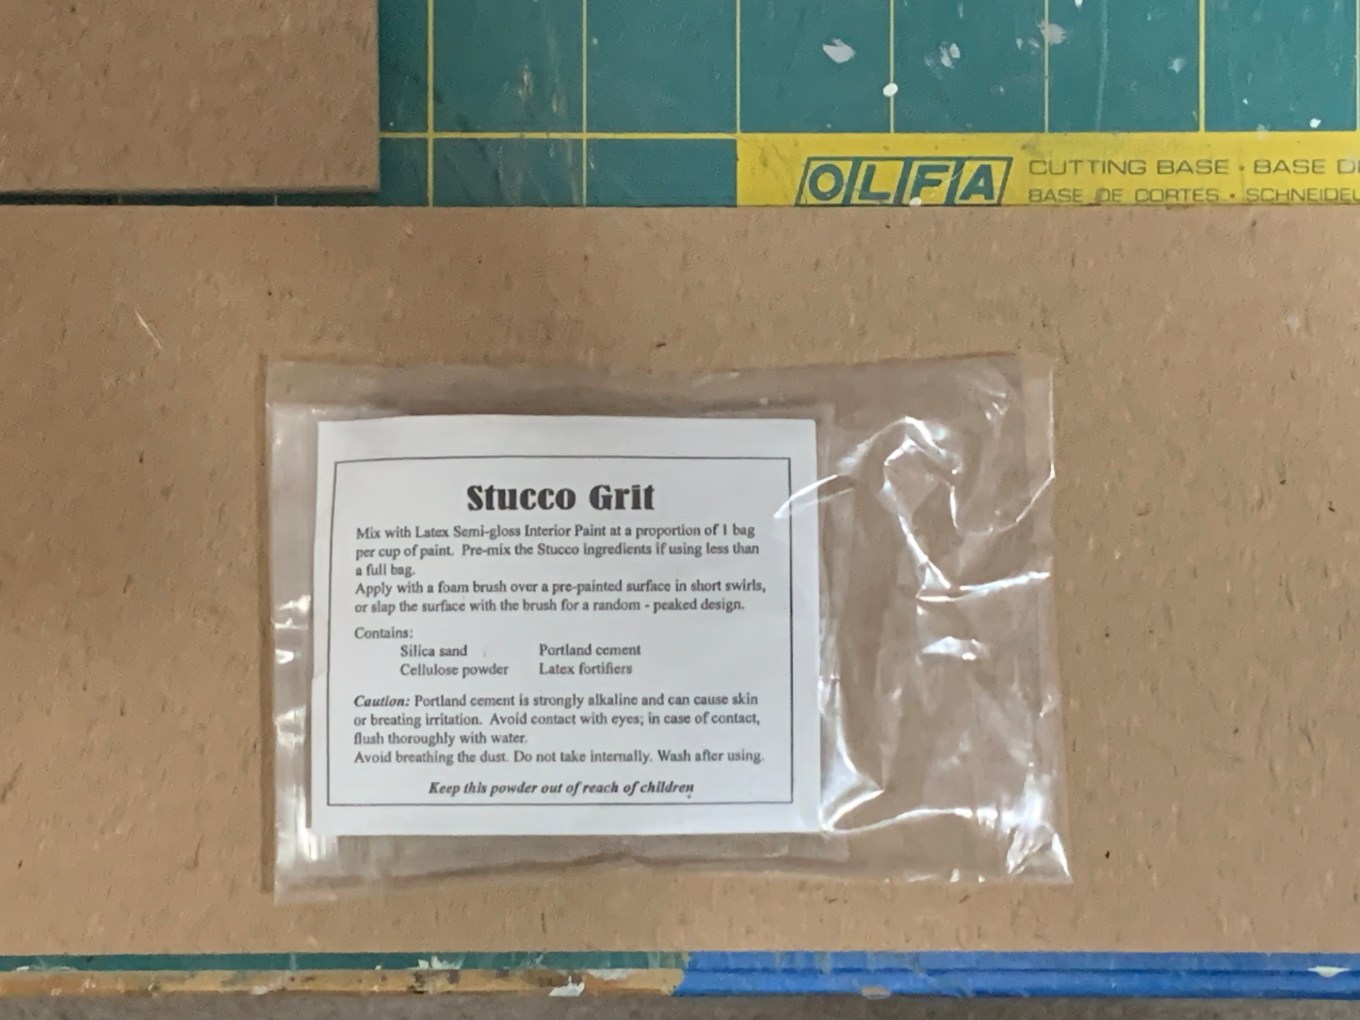 OLFA CUTTING BASE · BASE
BASE DE CORTES · SCHNEIDEU
Stucco Grit
Mix with Latex Semi-gloss Interior Paint at a proportion of 1 bag
per cup of paint. Pre-mix the Stucco ingredients if using less than
a full bag.
Apply with a foam brush over a pre-painted surface in short swirls,
or slap the surface with the brush for a random - peaked design.
Contains:
Silica sand Portland cement
Cellulose powder Latex fortifiers
Caution: Portland cement is strongly alkaline and can cause skin
or breating irritation. Avoid contact with eyes; in case of contact,
flush thoroughly with water.
Avoid breathing the dust. Do not take internally. Wash after using.
Keep this powder out of reach of children